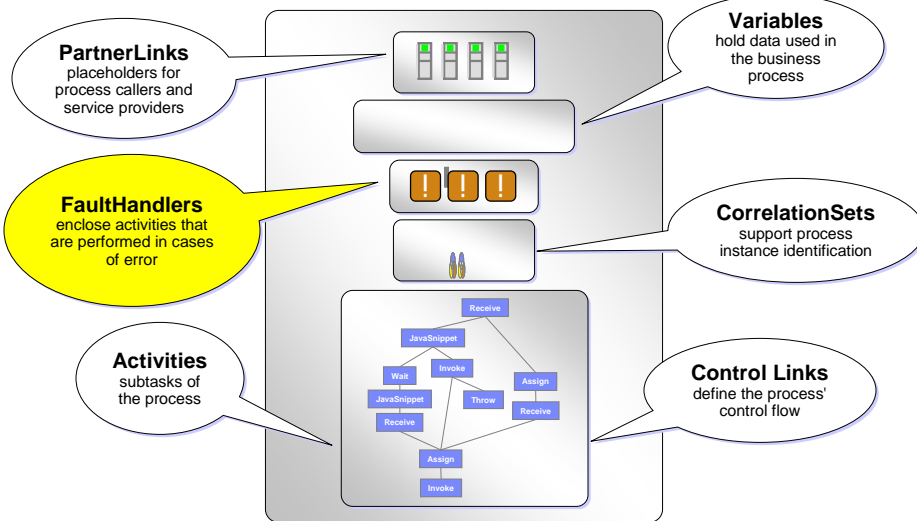 PartnerLinks
placeholders for
process callers and
service providers
Variables
hold data used in
the business
process
FaultHandlers
enclose activities that
are performed in cases
of error
! ! !
CorrelationSets
support process
instance identification
Activities
subtasks of
the process
Control Links
define the process'
control flow
Receive
JavaSnippet
Wait
Invoke
Assign
JavaSnippet
Throw
Receive
Receive
Assign
Invoke